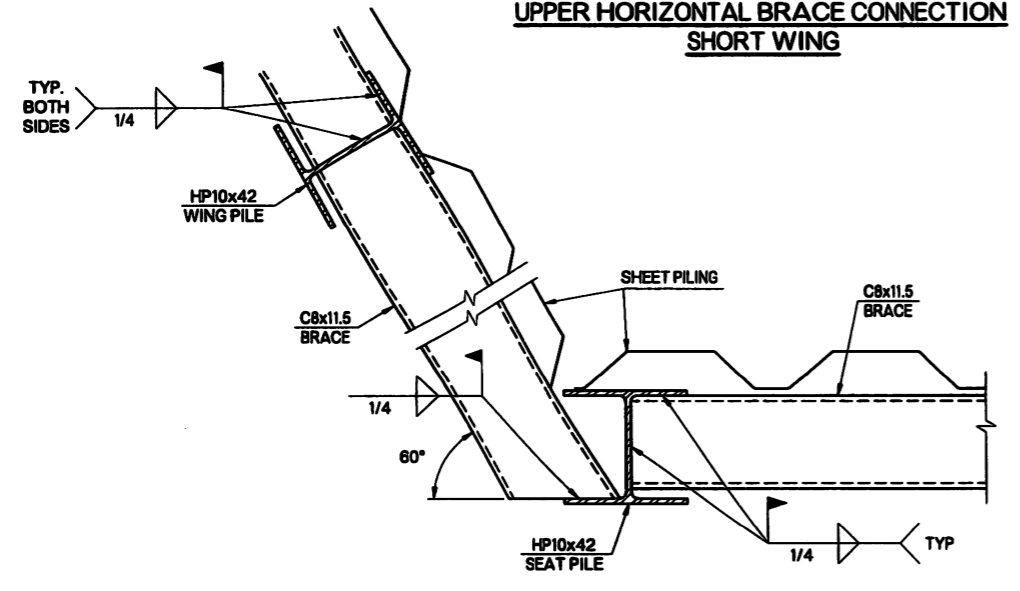 UPPER HORIZONTAL BRACE CONNECTION
SHORT WING
TYP.
BOTH
SIDES
1/4
HP10x42
WING PILE
SHEET PILING
C8x11.5
BRACE
C8x11.5
BRACE
1/4
60°
HP10x42
SEAT PILE
1/4
TYP